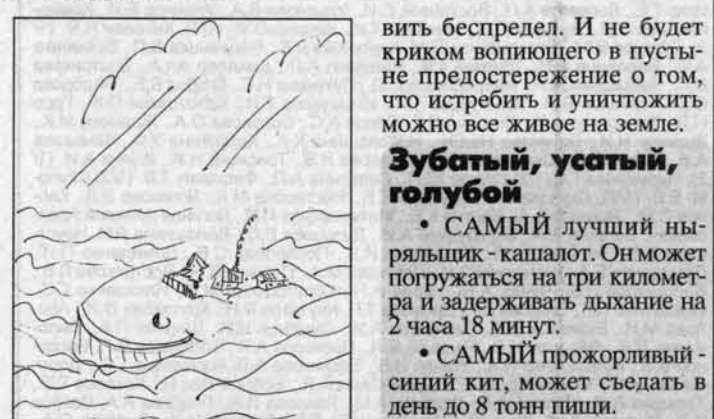 вить беспредел. И не будет
криком вопиющего в пусты-
не предостережение о том,
что истребить и уничтожить
можно все живое на земле.
Зубатый, усатый,
голубой
• САМЫЙ лучший ны-
ряльщик - кашалот. Он может
погружаться на три километ-
ра и задерживать дыхание на
2 часа 18 минут.
• САМЫЙ прожорливый -
синий кит, может съедать в
день до 8 тонн пиши.